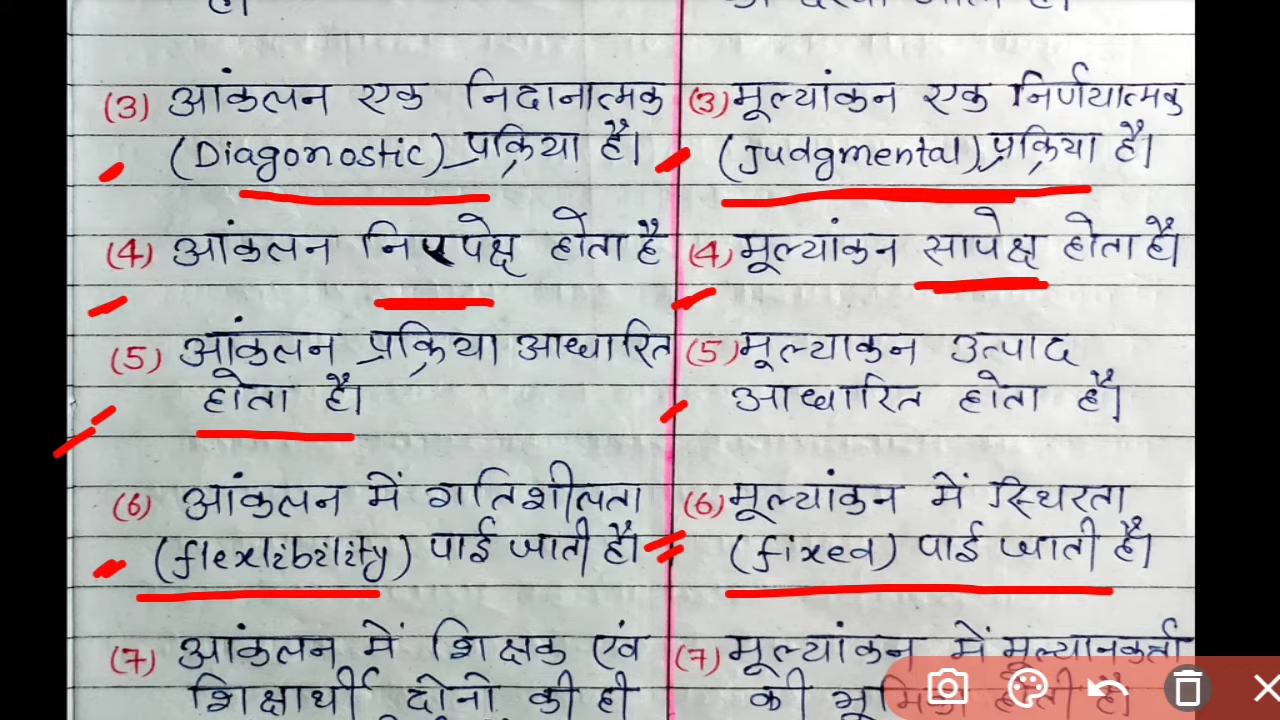 (3) आंकलन एक निदानात्मक
(Diagonostic) प्रक्रिया है।
(4) आंकलन निरपेक्ष होता है
(5) आंकलन प्रक्रिया आधारित
होता है।
(6) आंकलन में गतिशीलता
(flexibility) पाई जाती है।
(7) आंकलन में शिक्षक एंव
शिक्षार्थी दोनो की ही
(3) मूल्यांकन एक निर्णयात्मक
(Judgmental) प्रक्रिया है।
(4) मूल्यांकन सापेक्ष होता है।
(5) मूल्याकन उत्पाद
आधारित होता है।
(6) मूल्यांकन में स्थिरता
(fixed) पाई जाती है।
(7) मूल्यांकन में मूल्यानकर्ता
की भूमिका होती है।